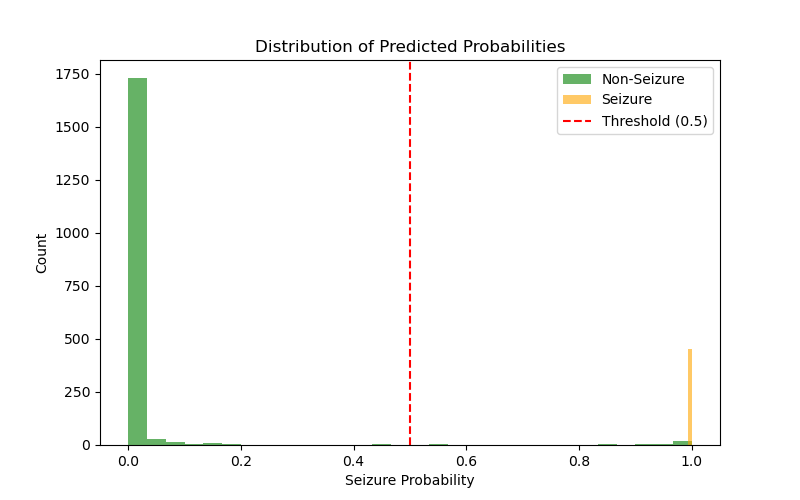 Distribution of Predicted Probabilities
1750
1500
1250
1000
750
500
250
0
Count
Non-Seizure
Seizure
Threshold (0.5)
0.0 0.2 0.4 0.6 0.8 1.0
Seizure Probability